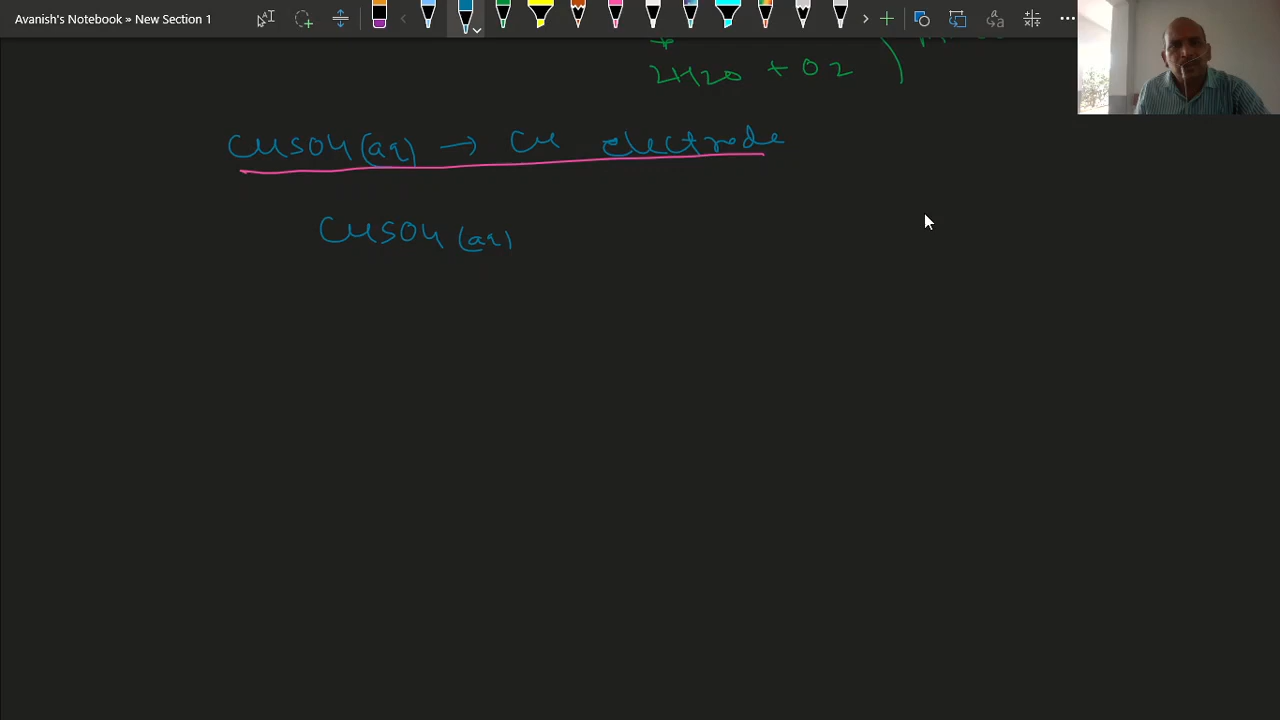 Avanish's Notebook » New Section 1
2H2O + O2
CuSO4(aq) → Cu electrode
CuSO4(aq)